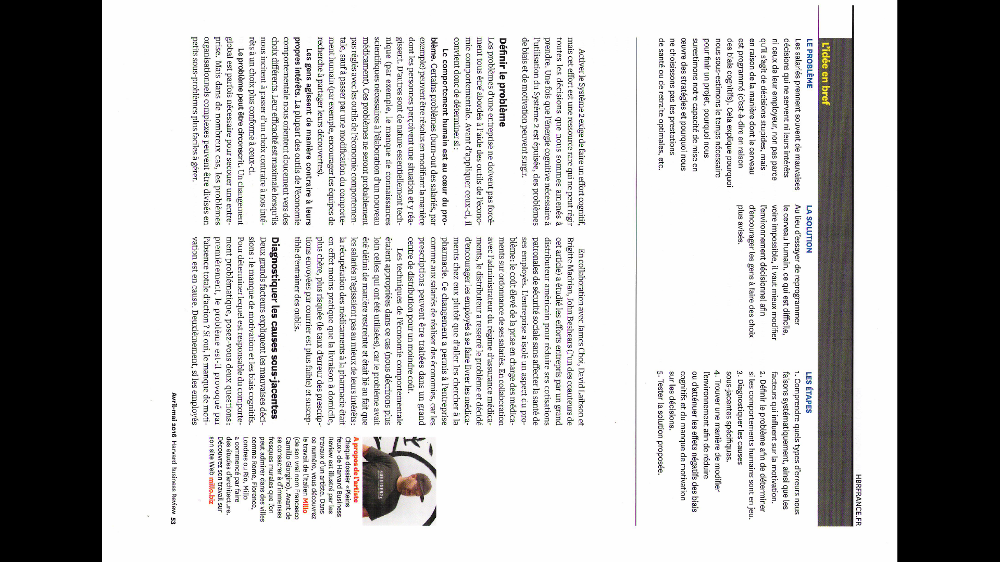 HBRFRANCE.FR
L'idée en bref
LE PROBLÈME
Les salariés prennent souvent de mauvaises
décisions qui ne servent ni leurs intérêts
ni ceux de leur employeur, non pas parce
qu'il s'agit de décisions stupides, mais
en raison de la manière dont le cerveau
est programmé (c'est-à-dire en raison
des biais cognitifs). Cela explique pourquoi
nous sous-estimons le temps nécessaire
pour finir un projet, pourquoi nous
surestimons notre capacité de mise en
œuvre des stratégies et pourquoi nous
ne choisissons pas les prestations
de santé ou de retraite optimales, etc.
LA SOLUTION
Au lieu d'essayer de reprogrammer
le cerveau humain, ce qui est difficile,
voire impossible, il vaut mieux modifier
l'environnement décisionnel afin
d'encourager les gens à faire des choix
plus avisés.
LES ÉTAPES
1. Comprendre quels types d'erreurs nous
faisons systématiquement, ainsi que les
facteurs qui influent sur la motivation.
2. Définir le problème afin de déterminer
si les comportements humains sont en jeu.
3. Diagnostiquer les causes
sous-jacentes spécifiques.
4. Trouver une manière de modifier
l'environnement afin de réduire
ou d'atténuer les effets négatifs des biais
cognitifs et du manque de motivation
sur les décisions.
5. Tester la solution proposée.
Activer le Système 2 exige de faire un effort cognitif,
mais cet effort est une ressource rare qui ne peut régir
toutes les décisions que nous sommes amenés à
prendre. Une fois que l'énergie cognitive nécessaire à
l'utilisation du Système 2 est épuisée, des problèmes
de biais et de motivation peuvent surgir.
Définir le problème
Les problèmes d'une entreprise ne doivent pas forcé-
ment tous être abordés à l'aide des outils de l'écono-
mie comportementale. Avant d'appliquer ceux-ci, il
convient donc de déterminer si :
Le comportement humain est au cœur du pro-
blème. Certains problèmes (burn-out des salariés, par
exemple) peuvent être résolus en modifiant la manière
dont les personnes perçoivent une situation et y réa-
gissent. D'autres sont de nature essentiellement tech-
nique (par exemple, le manque de connaissances
scientifiques nécessaires à l'élaboration d'un nouveau
médicament). Ces problèmes ne seront probablement
pas réglés avec les outils de l'économie comportemen-
tale, sauf à passer par une modification du comporte-
ment humain (par exemple, encourager les équipes de
recherche à partager leurs découvertes).
Les gens agissent de manière contraire à leurs
propres intérêts. La plupart des outils de l'économie
comportementale nous orientent doucement vers des
choix différents. Leur efficacité est maximale lorsqu'ils
nous incitent à passer d'un choix contraire à nos inté-
rêts à un choix plus conforme à ceux-ci.
Le problème peut être circonscrit. Un changement
global est parfois nécessaire pour secouer une entre-
prise. Mais dans de nombreux cas, les problèmes
organisationnels complexes peuvent être divisés en
petits sous-problèmes plus faciles à gérer.
En collaboration avec James Choi, David Laibson et
Brigitte Madrian, John Beshears (l'un des coauteurs de
cet article) a étudié les efforts entrepris par un grand
distributeur américain pour réduire ses cotisations
patronales de sécurité sociale sans affecter la santé de
ses employés. L'entreprise a isolé un aspect du pro-
blème : le coût élevé de la prise en charge des médica-
ments sur ordonnance de ses salariés. En collaboration
avec l'administrateur du régime d'assurance médica-
ments, le distributeur a resserré le problème et décidé
d'encourager les employés à se faire livrer les médica-
ments chez eux plutôt que d'aller les chercher à la
pharmacie. Ce changement a permis à l'entreprise
comme aux salariés de réaliser des économies, car les
prescriptions peuvent être traitées dans un grand
centre de distribution pour un moindre coût.
Les techniques de l'économie comportementale
étaient appropriées dans ce cas (nous décrirons plus
loin celles qui ont été utilisées), car le problème avait
été défini de manière restreinte et était lié au fait que
les salariés n'agissaient pas au mieux de leurs intérêts :
la récupération des médicaments à la pharmacie était
en effet moins pratique que la livraison à domicile,
plus chère, plus risquée (le taux d'erreur des prescrip-
tions envoyées par courrier est plus faible) et suscep-
tible d'entraîner des oublis.
Diagnostiquer les causes sous-jacentes
Deux grands facteurs expliquent les mauvaises déci-
sions : le manque de motivation et les biais cognitifs.
Pour déterminer lequel est responsable du comporte-
ment problématique, posez-vous deux questions :
premièrement, le problème est-il provoqué par
l'absence totale d'action ? Si oui, le manque de moti-
vation est en cause. Deuxièmement, si les employés
SUBSIDENZE
A propos de l'artiste
Chaque dossier «Pleins
feux» de Harvard Business
Review est illustré par les
travaux d'un artiste. Dans
ce numéro, vous découvrez
le travail de l'Italien Millo
(de son vrai nom Francesco
Camillo Giorgino). Avant de
se consacrer à d'immenses
fresques murales que l'on
peut admirer dans des villes
comme Rome, Florence,
Londres ou Rio, Millo
a commencé par faire
des études d'architecture.
Découvrez son travail sur
son site Web millo.biz
Avril-mai 2016 Harvard Business Review 53